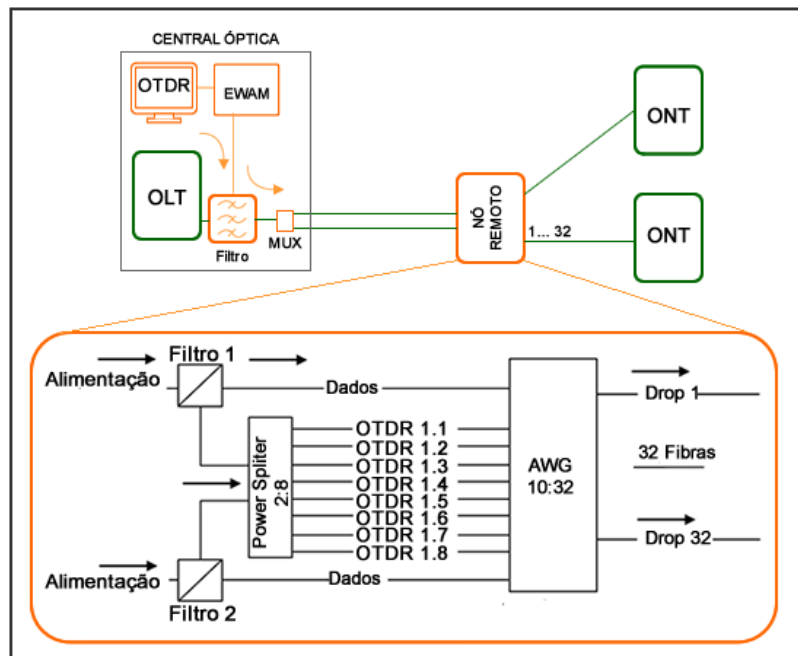 CENTRAL ÓPTICA
OTDR
EWAM
OLT
Filtro
MUX
NÓ REMOTO
1... 32
ONT
ONT
Filtro 1
Alimentação
Dados
Drop 1
Power Spliter 2:8
OTDR 1.1
OTDR 1.2
OTDR 1.3
OTDR 1.4
OTDR 1.5
OTDR 1.6
OTDR 1.7
OTDR 1.8
AWG
10:32
32 Fibras
Drop 32
Alimentação
Dados
Filtro 2